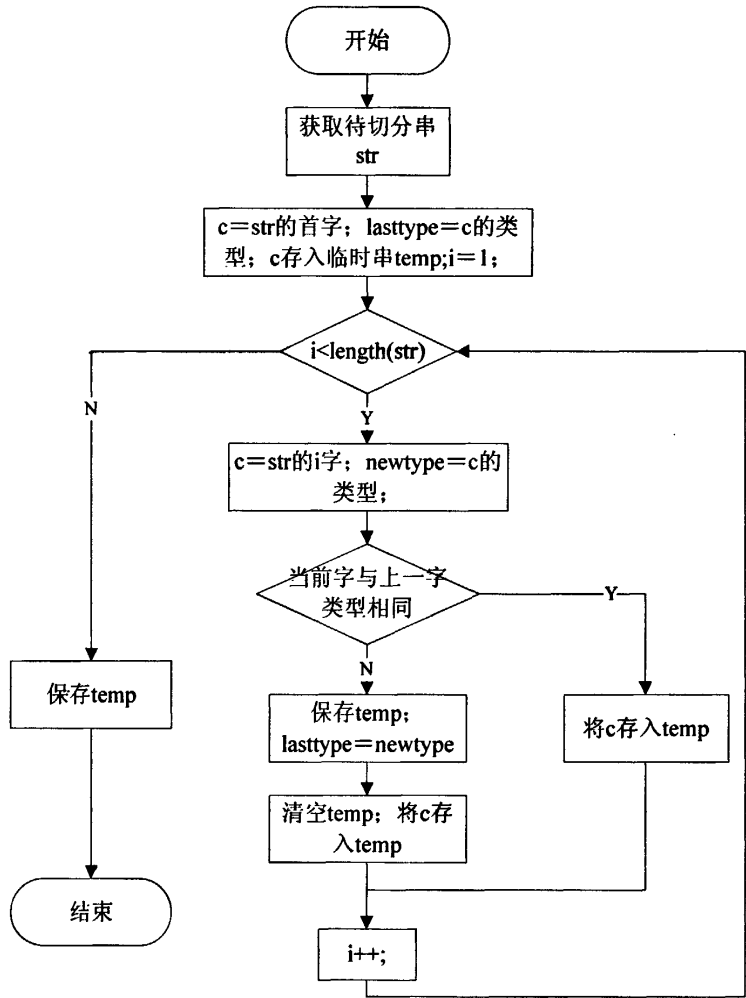 开始
获取待切分串
str
c＝str的首字；lasttype＝c的类
型；c存入临时串temp;i＝1；
i<length(str)
N
Y
c＝str的i字；newtype＝c的
类型；
当前字与上一字
类型相同
Y
N
保存temp
保存temp；
lasttype＝newtype
将c存入temp
清空temp；将c存
入temp
结束
i++;